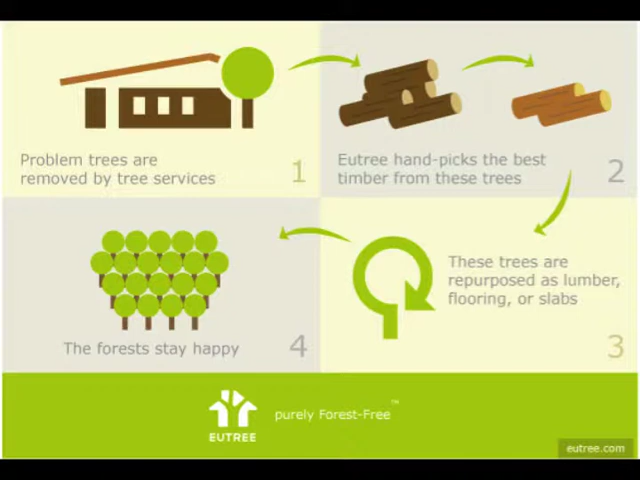 Problem trees are
removed by tree services
1
Eutree hand-picks the best
timber from these trees
2
These trees are
repurposed as lumber,
flooring, or slabs
3
The forests stay happy
4
EUTREE
purely Forest-Free™
eutree.com